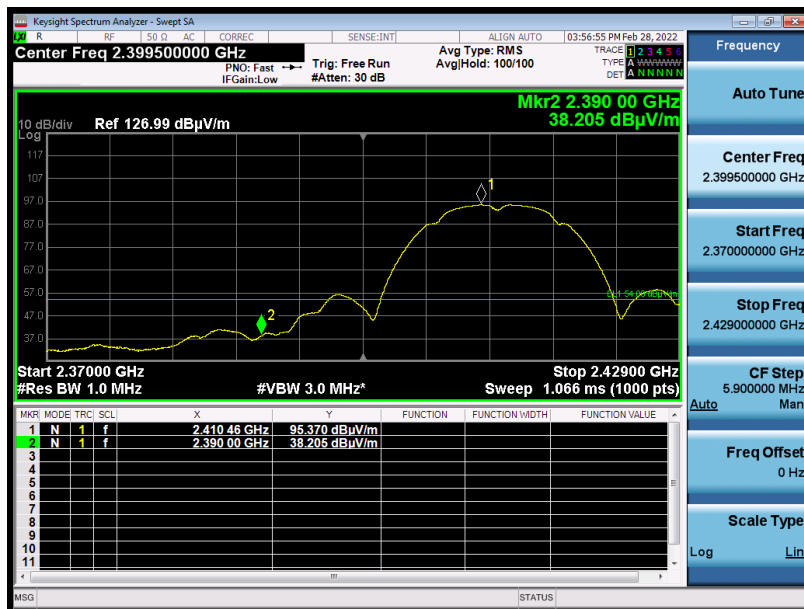 Keysight Spectrum Analyzer - Swept SA
LXI R RF 50 Ω AC CORREC SENSE:INT ALIGN AUTO 03:56:55 PM Feb 28, 2022
Center Freq 2.399500000 GHz
PNO: Fast
IFGain:Low
Trig: Free Run
#Atten: 30 dB
Avg Type: RMS
Avg|Hold: 100/100
TRACE 1 2 3 4 5 6
TYPE A WWWWW
DET A N N N N N
Frequency
Mkr2 2.390 00 GHz
38.205 dBµV/m
10 dB/div
Log
Ref 126.99 dBµV/m
117
107
97.0
87.0
77.0
67.0
57.0
47.0
37.0
1
2
DL1 54.00 dBµV/m
Start 2.37000 GHz
Stop 2.42900 GHz
#Res BW 1.0 MHz
#VBW 3.0 MHz*
Sweep 1.066 ms (1000 pts)
MKR MODE TRC SCL X Y FUNCTION FUNCTION WIDTH FUNCTION VALUE
1 N 1 f 2.410 46 GHz 95.370 dBµV/m
2 N 1 f 2.390 00 GHz 38.205 dBµV/m
3
4
5
6
7
8
9
10
11
MSG
STATUS
Auto Tune
Center Freq
2.399500000 GHz
Start Freq
2.370000000 GHz
Stop Freq
2.429000000 GHz
CF Step
5.900000 MHz
Auto Man
Freq Offset
0 Hz
Scale Type
Log Lin